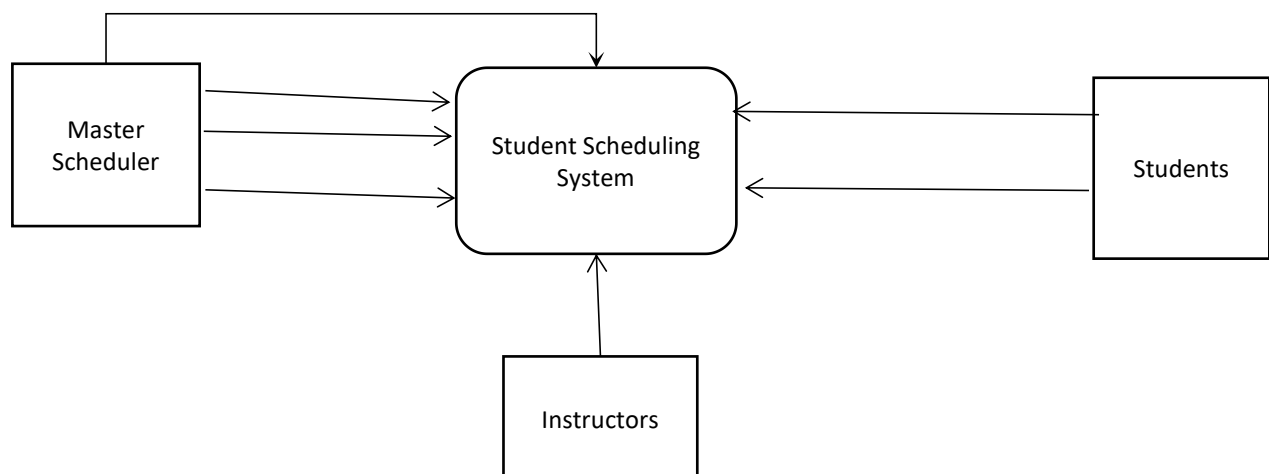 Master
Scheduler
Student Scheduling
System
Students
Instructors